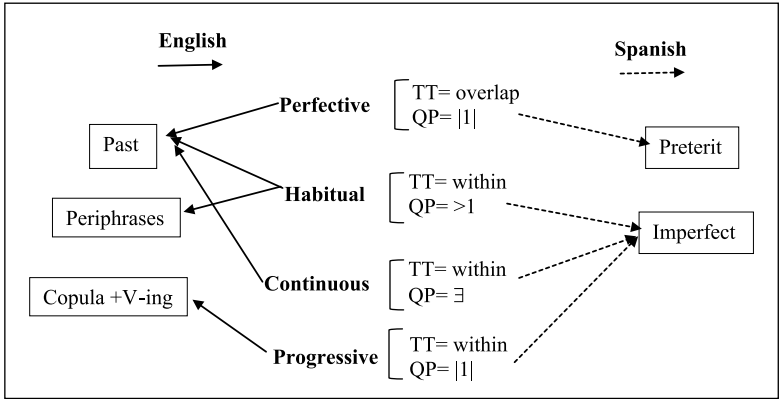 English
Spanish
Perfective
TT= overlap
QP= |1|
Past
Preterit
Habitual
TT= within
QP= >1
Periphrases
Imperfect
Continuous
TT= within
QP= ∃
Copula +V-ing
Progressive
TT= within
QP= |1|